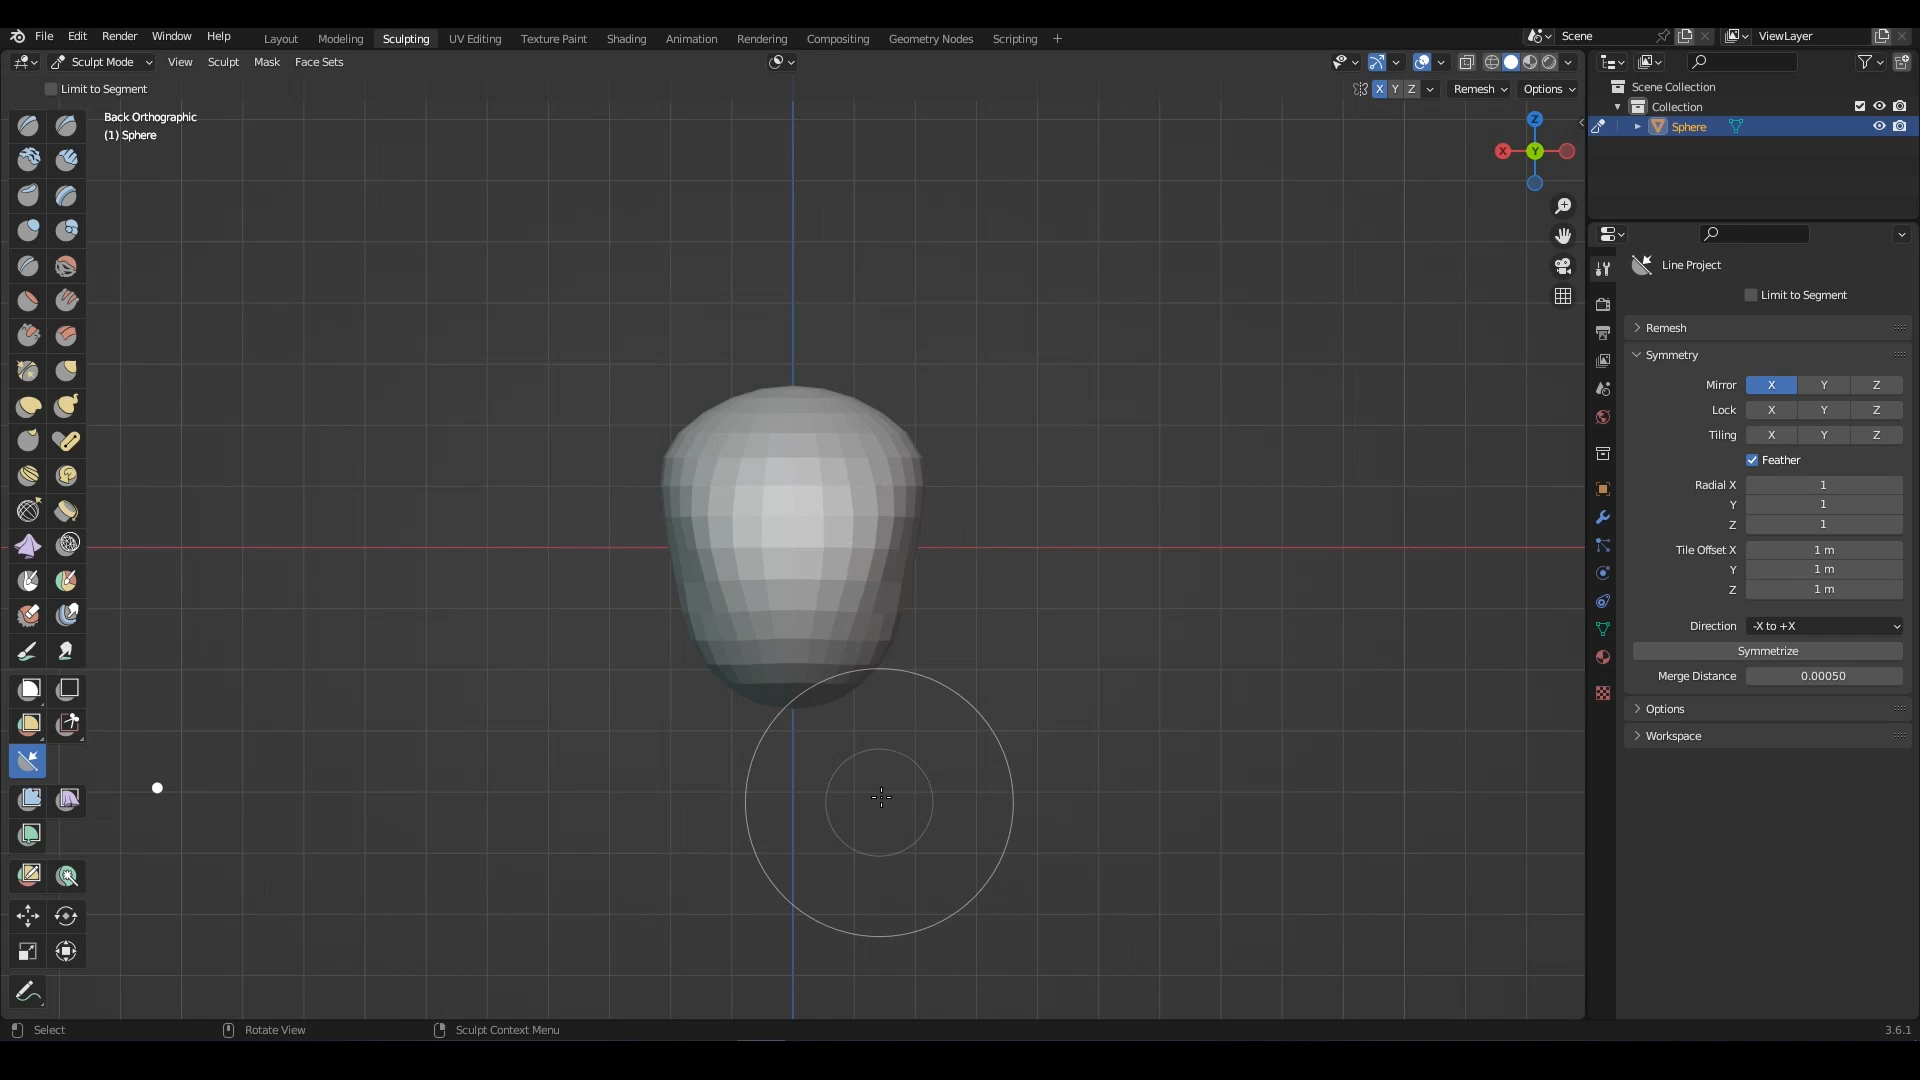 File Edit Render Window Help Layout Modeling Sculpting UV Editing Texture Paint Shading Animation Rendering Compositing Geometry Nodes Scripting + Scene ViewLayer
Sculpt Mode View Sculpt Mask Face Sets
Limit to Segment X Y Z Remesh Options
Back Orthographic
(1) Sphere
Z
X Y
Scene Collection
Collection
Sphere
Line Project
Limit to Segment
Remesh
Symmetry
Mirror X Y Z
Lock X Y Z
Tiling X Y Z
Feather
Radial X 1
Y 1
Z 1
Tile Offset X 1 m
Y 1 m
Z 1 m
Direction -X to +X
Symmetrize
Merge Distance 0.00050
Options
Workspace
Select Rotate View Sculpt Context Menu 3.6.1